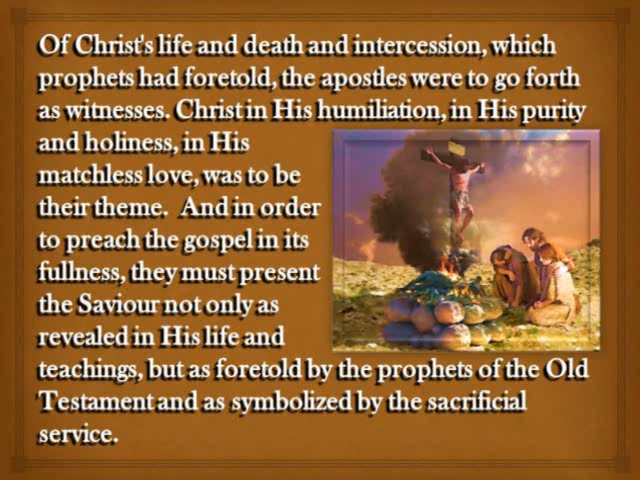 Of Christ's life and death and intercession, which
prophets had foretold, the apostles were to go forth
as witnesses. Christ in His humiliation, in His purity
and holiness, in His
matchless love, was to be
their theme. And in order
to preach the gospel in its
fullness, they must present
the Saviour not only as
revealed in His life and
teachings, but as foretold by the prophets of the Old
Testament and as symbolized by the sacrificial
service.